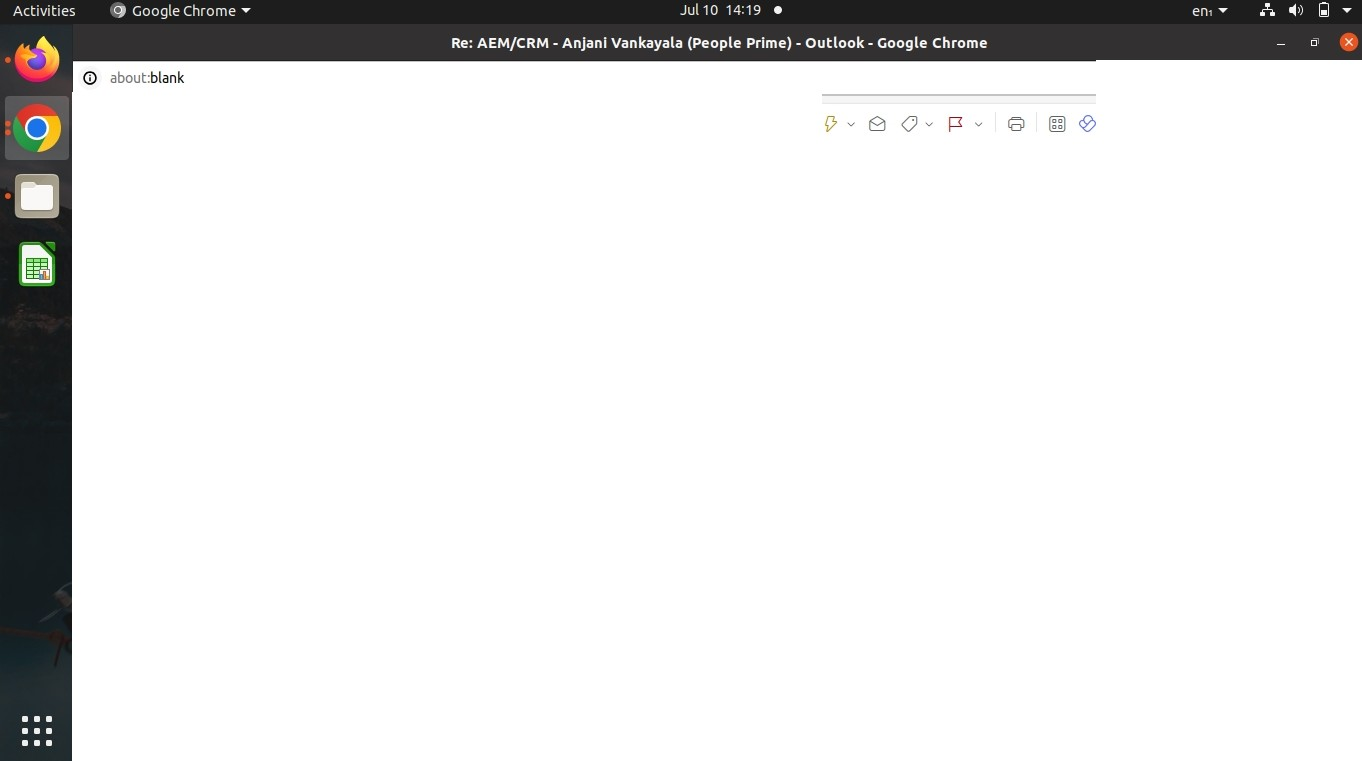 Activities
Google Chrome
Jul 10 14:19
en₁
Re: AEM/CRM - Anjani Vankayala (People Prime) - Outlook - Google Chrome
about:blank